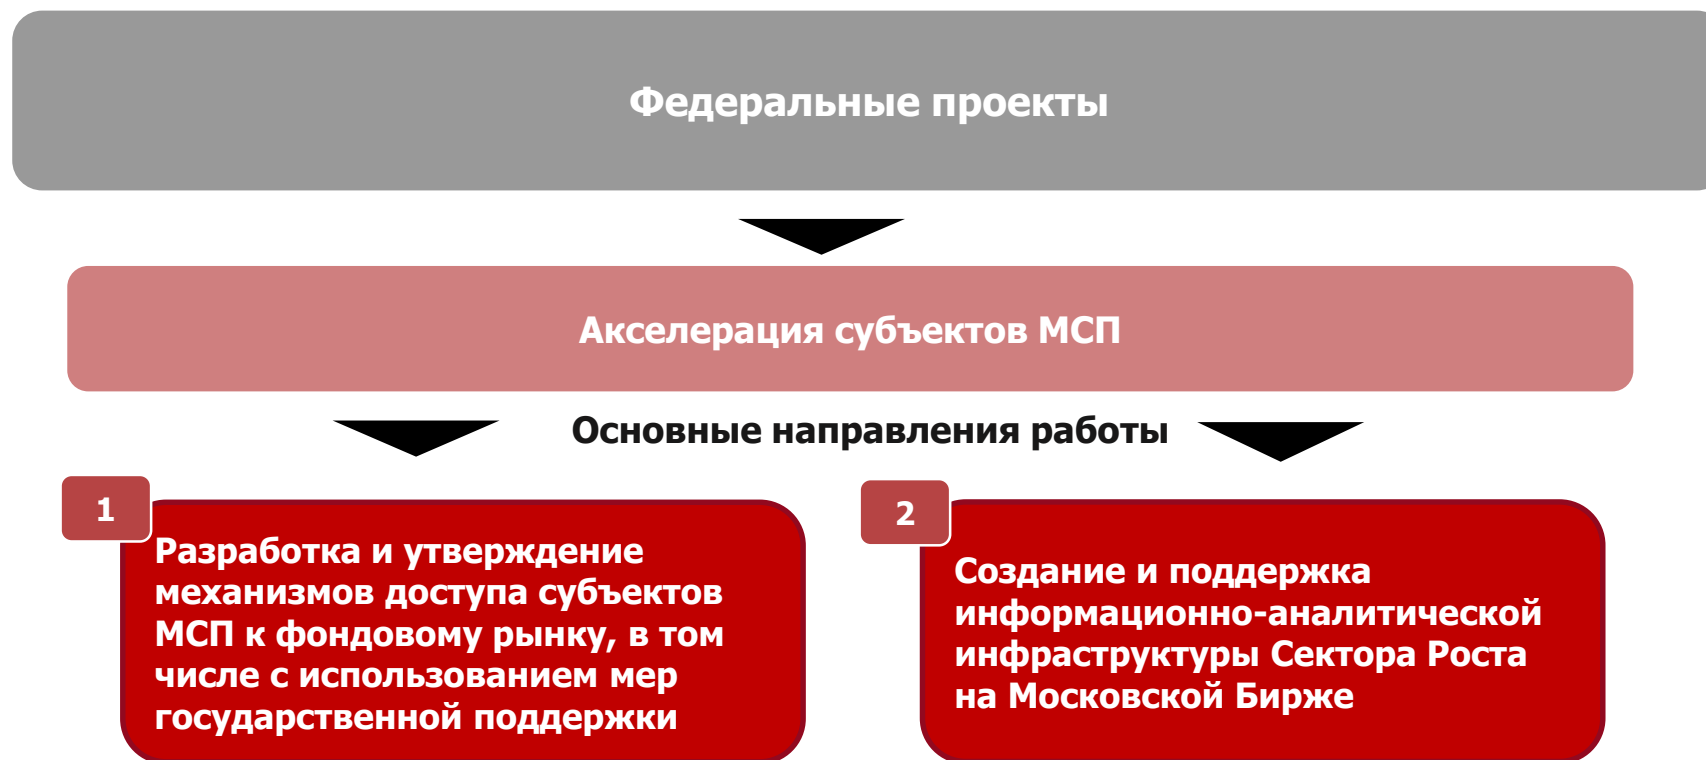 Федеральные проекты
Акселерация субъектов МСП
Основные направления работы
1
Разработка и утверждение
механизмов доступа субъектов
МСП к фондовому рынку, в том
числе с использованием мер
государственной поддержки
2
Создание и поддержка
информационно-аналитической
инфраструктуры Сектора Роста
на Московской Бирже